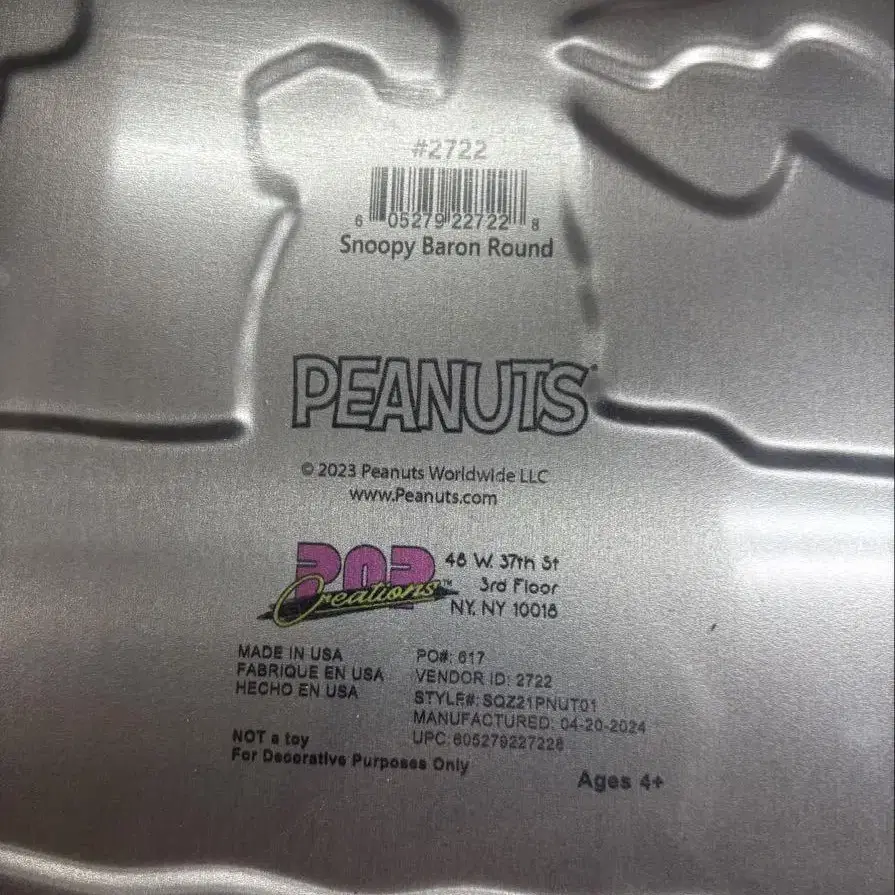 #2722
6 05279 22722 8
Snoopy Baron Round
PEANUTS
© 2023 Peanuts Worldwide LLC
www.Peanuts.com
POP
Creations™
48 W. 37th St
3rd Floor
NY, NY 10018
MADE IN USA
FABRIQUE EN USA
HECHO EN USA
PO#: 617
VENDOR ID: 2722
STYLE#: SQZ21PNUT01
MANUFACTURED: 04-20-2024
UPC: 605279227228
NOT a toy
For Decorative Purposes Only
Ages 4+